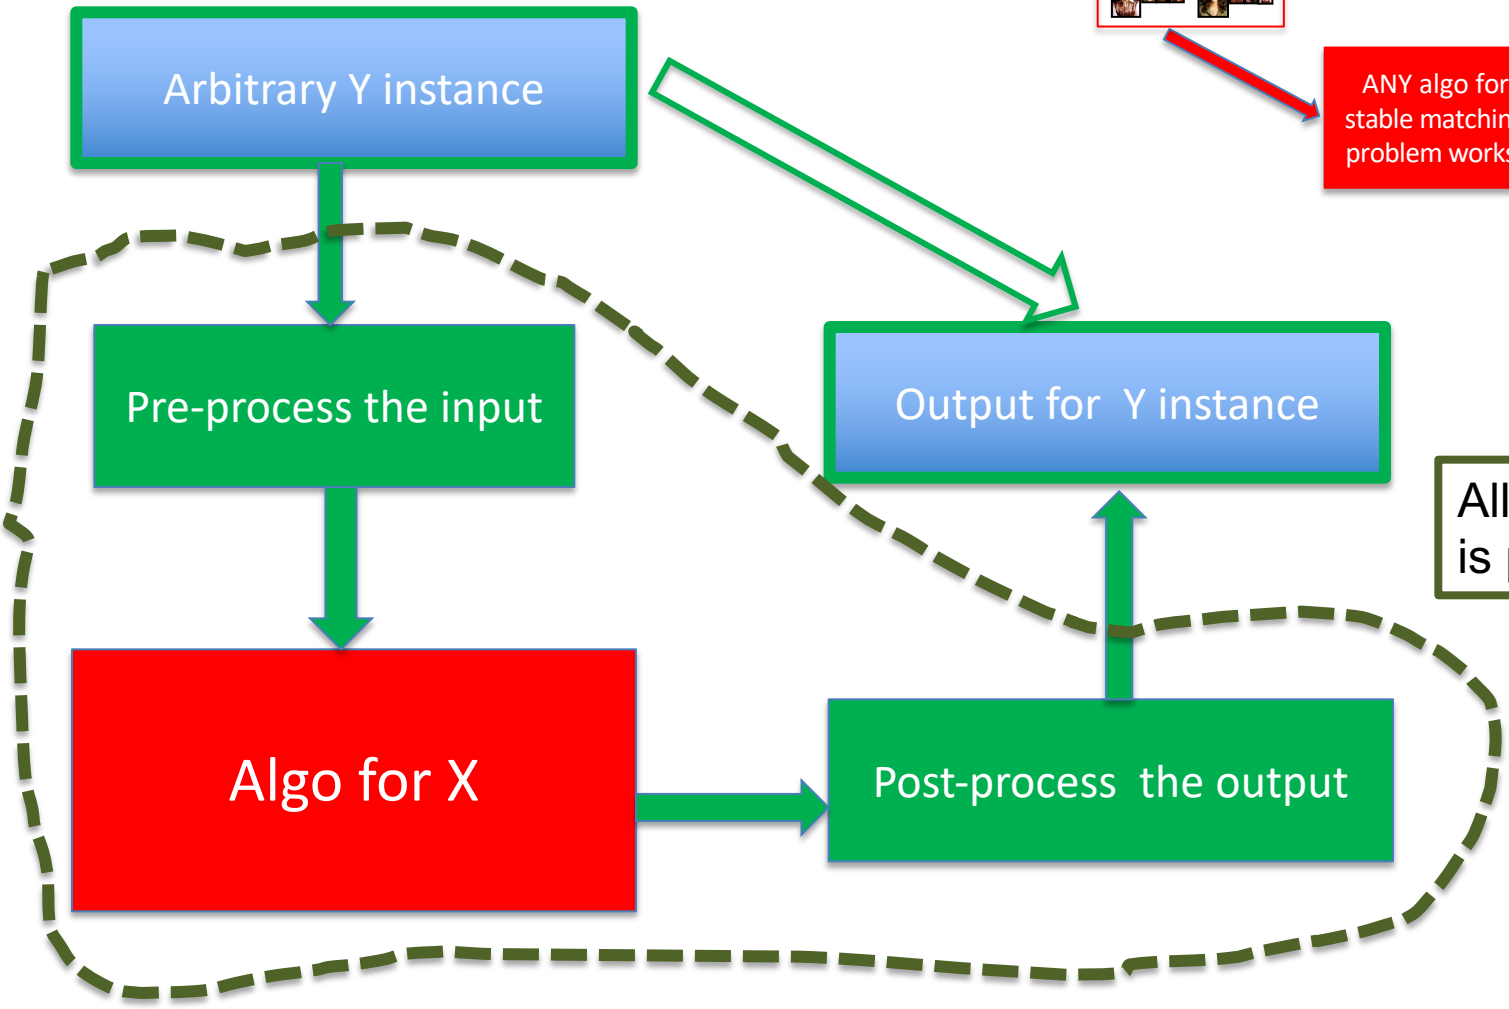 Arbitrary Y instance
ANY algo for
stable matchin
problem works
Pre-process the input
Output for Y instance
All
is
Algo for X
Post-process the output